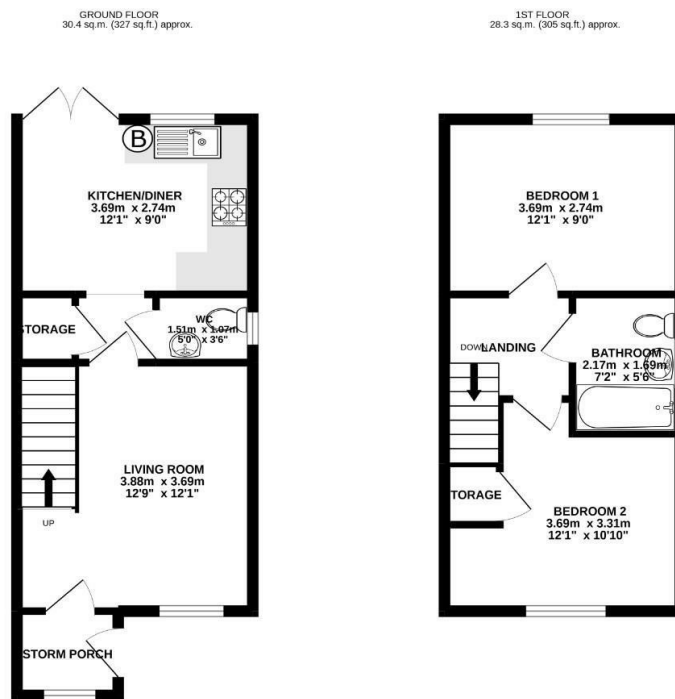 GROUND FLOOR
30.4 sq.m. (327 sq.ft.) approx.
1ST FLOOR
28.3 sq.m. (305 sq.ft.) approx.
B
KITCHEN/DINER
3.69m x 2.74m
12'1" x 9'0"
BEDROOM 1
3.69m x 2.74m
12'1" x 9'0"
STORAGE
WC
1.51m x 1.07m
5'0" x 3'6"
DOWN
LANDING
BATHROOM
2.17m x 1.69m
7'2" x 5'6"
LIVING ROOM
3.88m x 3.69m
12'9" x 12'1"
UP
TORAGE
BEDROOM 2
3.69m x 3.31m
12'1" x 10'10"
STORM PORCH